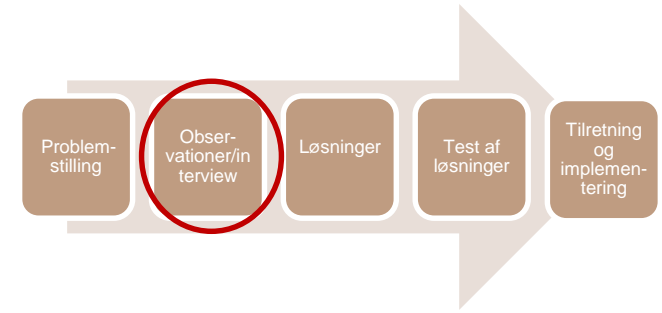 Problem-
stilling
Obser-
vationer/in
terview
Løsninger
Test af
løsninger
Tilretning
og
implemen-
tering